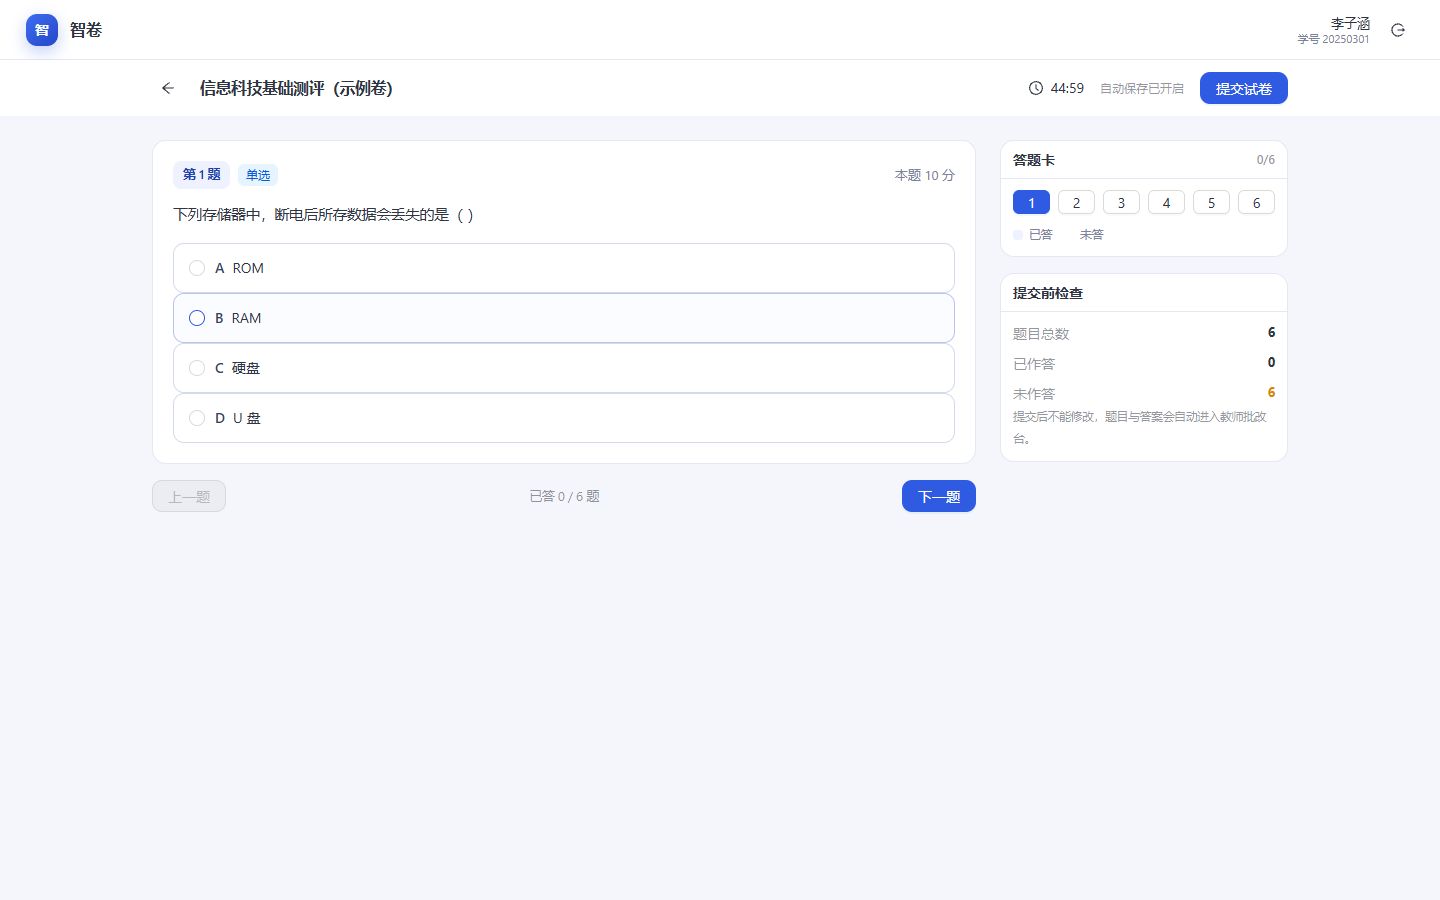 智 智卷
李子涵
学号 20250301
信息科技基础测评（示例卷）
44:59 自动保存已开启 提交试卷
第 1 题 单选 本题 10 分
下列存储器中，断电后所存数据会丢失的是（ ）
A ROM
B RAM
C 硬盘
D U 盘
上一题 已答 0 / 6 题 下一题
答题卡 0/6
1 2 3 4 5 6
已答 未答
提交前检查
题目总数 6
已作答 0
未作答 6
提交后不能修改，题目与答案会自动进入教师批改
台。